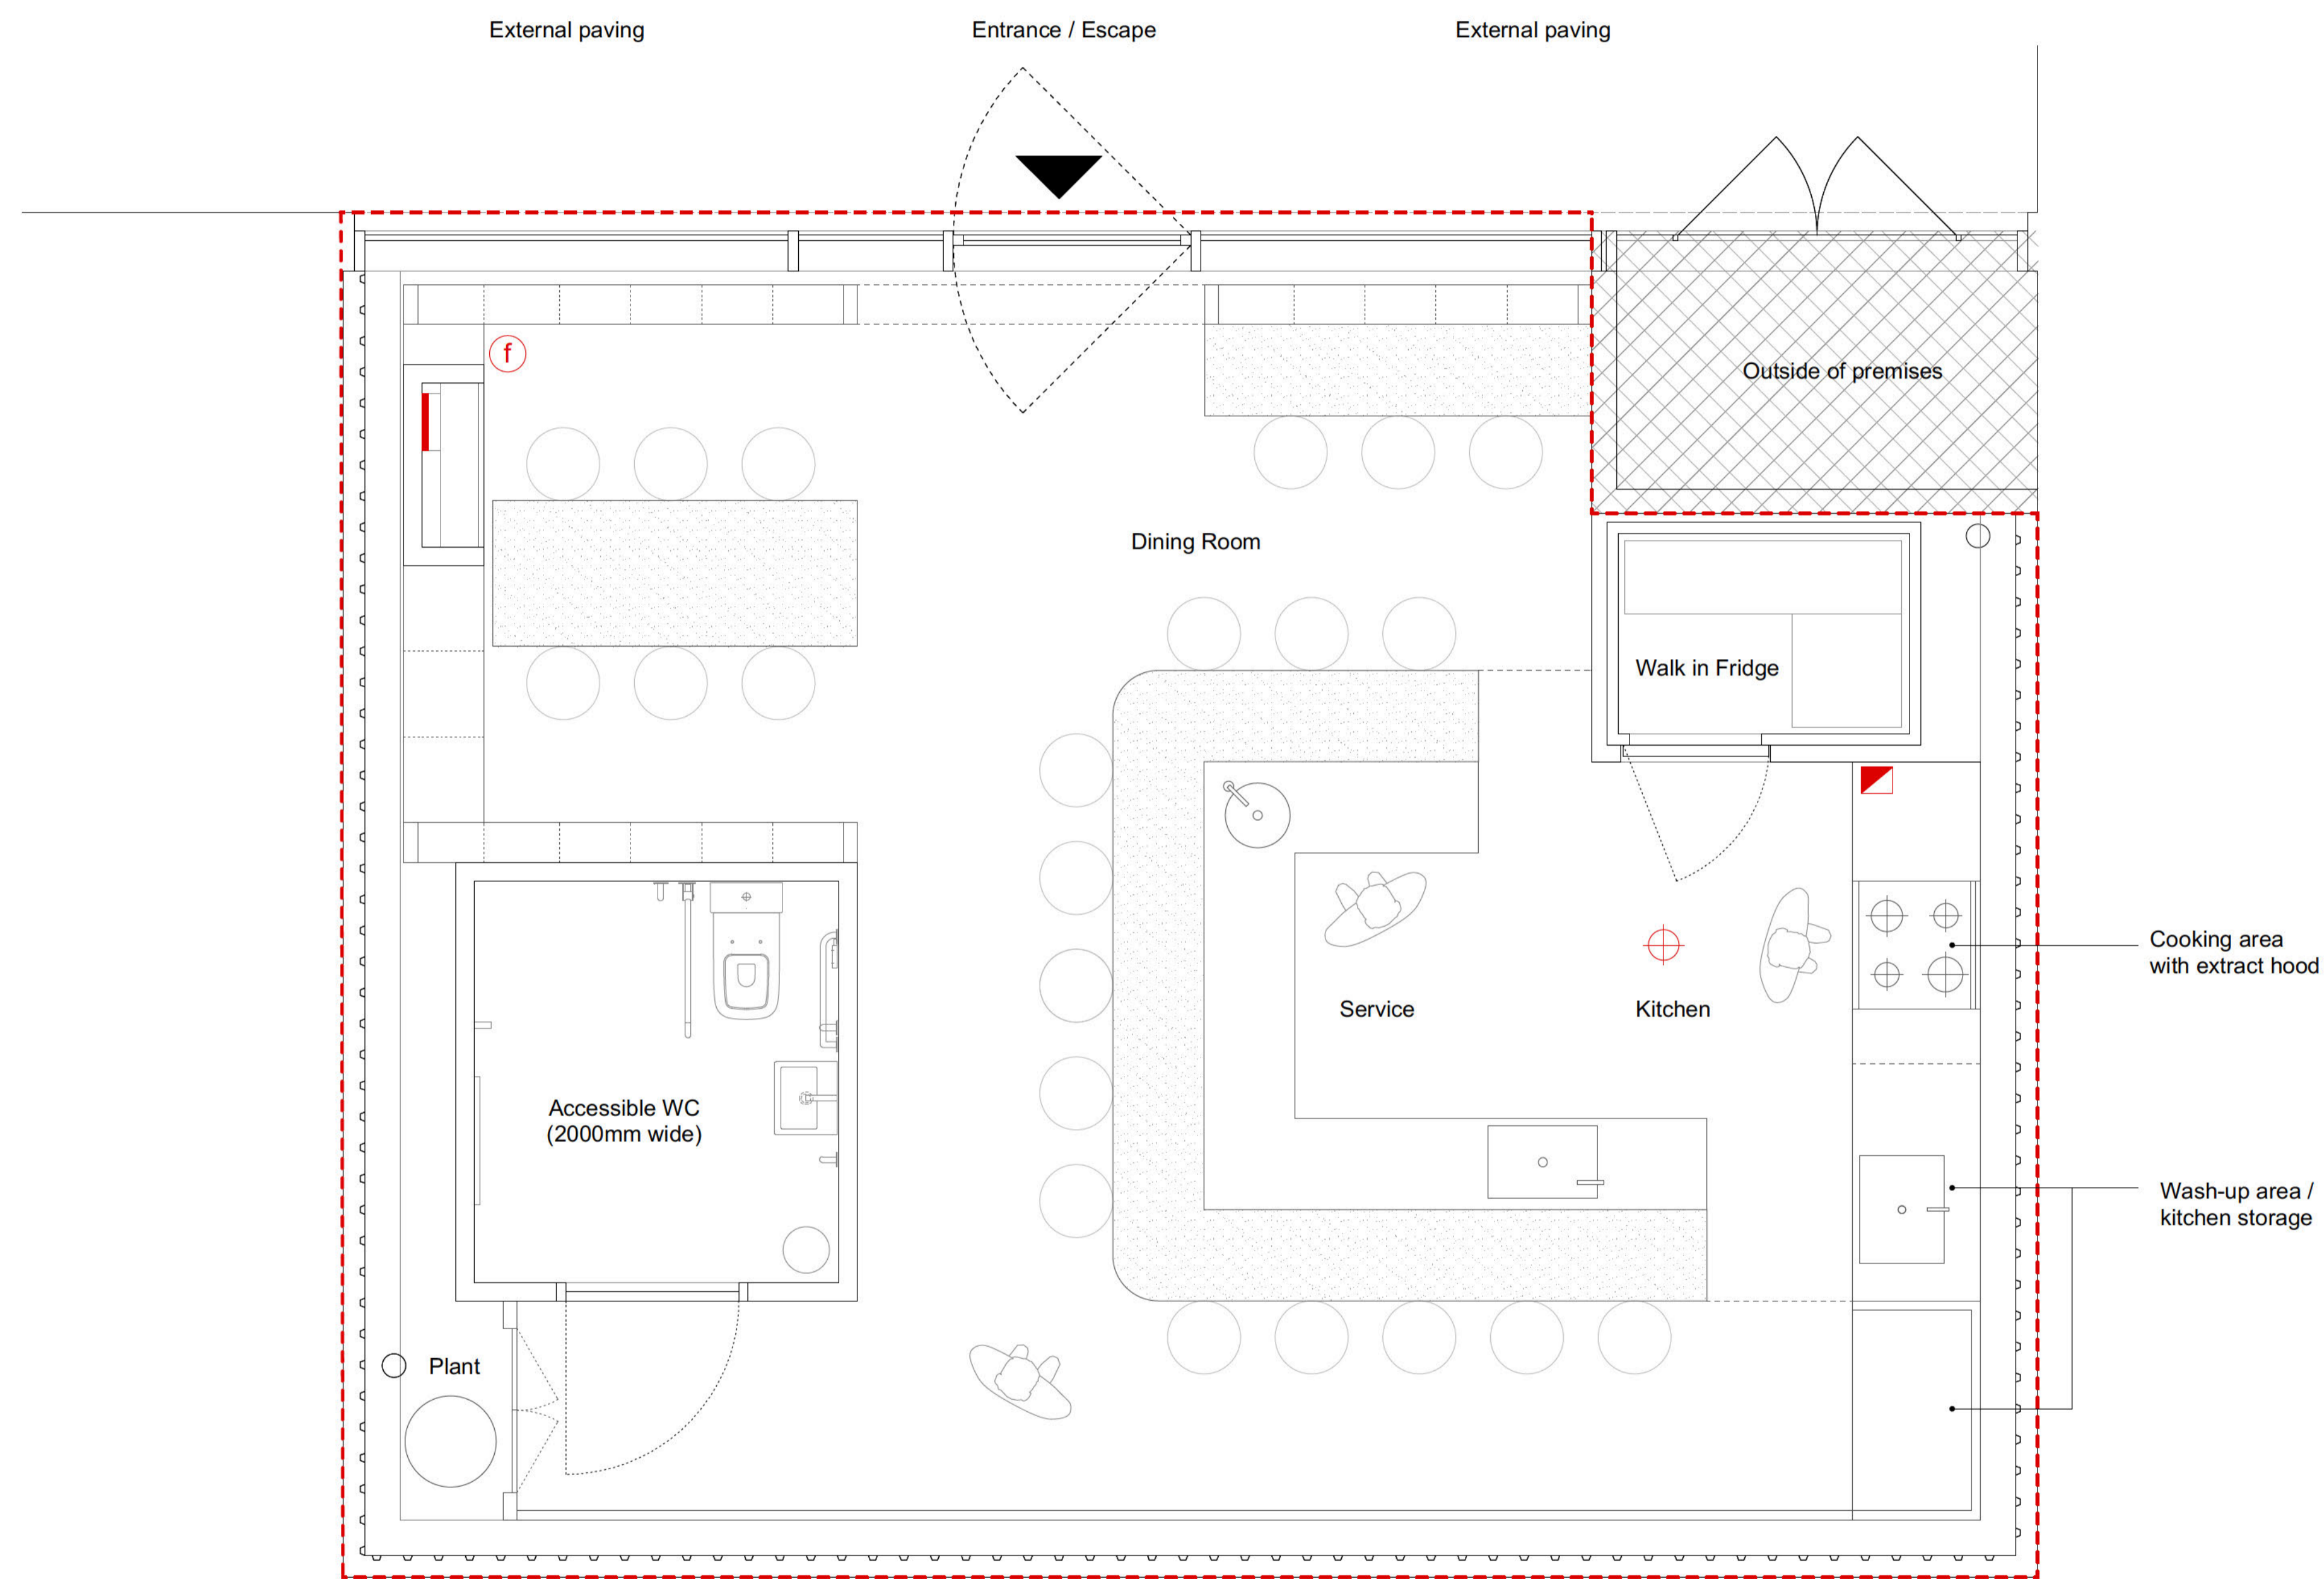 External paving
Entrance / Escape
External paving
f
Outside of premises
Dining Room
Walk in Fridge
Cooking area
with extract hood
Service
Kitchen
Accessible WC
(2000mm wide)
Wash-up area /
kitchen storage
Plant